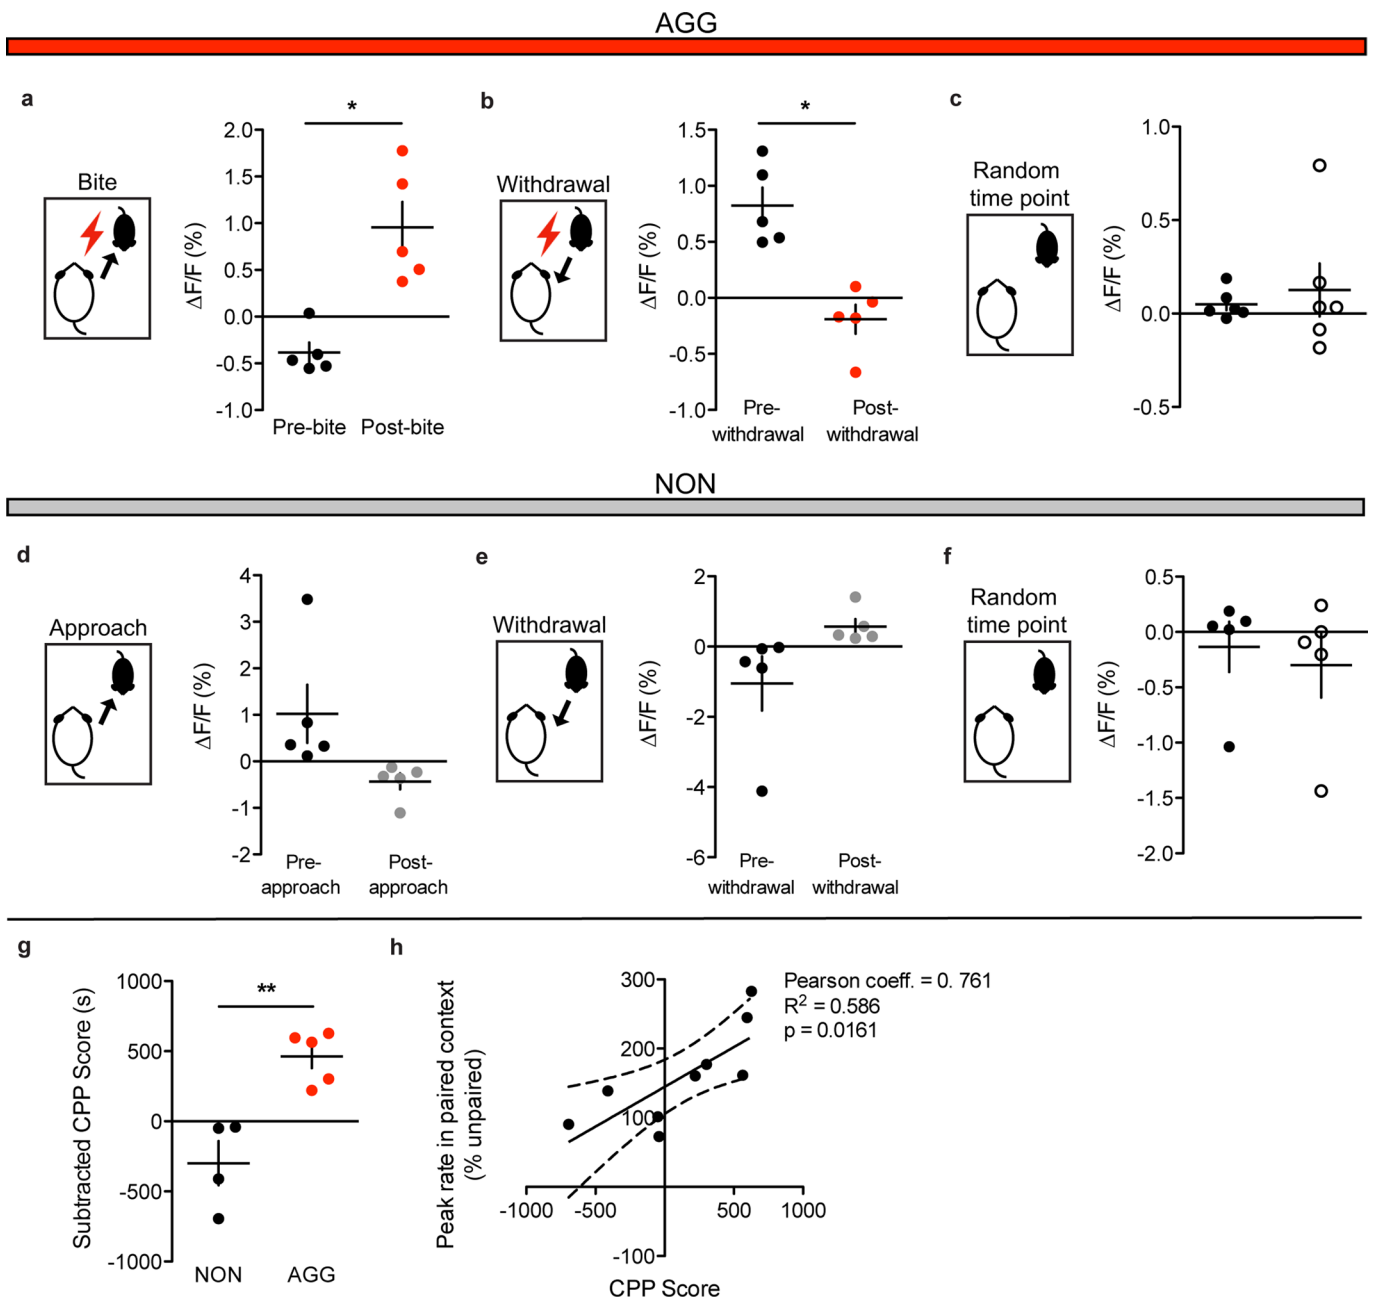 AGG
a
*
2.0
1.5
1.0
0.5
0.0
-0.5
-1.0
ΔF/F (%)
Bite
Pre-bite
Post-bite
b
*
1.5
1.0
0.5
0.0
-0.5
-1.0
ΔF/F (%)
Withdrawal
Pre-
withdrawal
Post-
withdrawal
c
Random
time point
1.0
0.5
0.0
-0.5
ΔF/F (%)
NON
d
Approach
4
3
2
1
0
-1
-2
ΔF/F (%)
Pre-
approach
Post-
approach
e
Withdrawal
2
0
-2
-4
-6
ΔF/F (%)
Pre-
withdrawal
Post-
withdrawal
f
Random
time point
0.5
0.0
-0.5
-1.0
-1.5
-2.0
ΔF/F (%)
g
**
1000
500
0
-500
-1000
Subtracted CPP Score (s)
NON
AGG
h
300
200
100
-100
-1000
-500
500
1000
Peak rate in paired context
(% unpaired)
CPP Score
Pearson coeff. = 0. 761
R² = 0.586
p = 0.0161